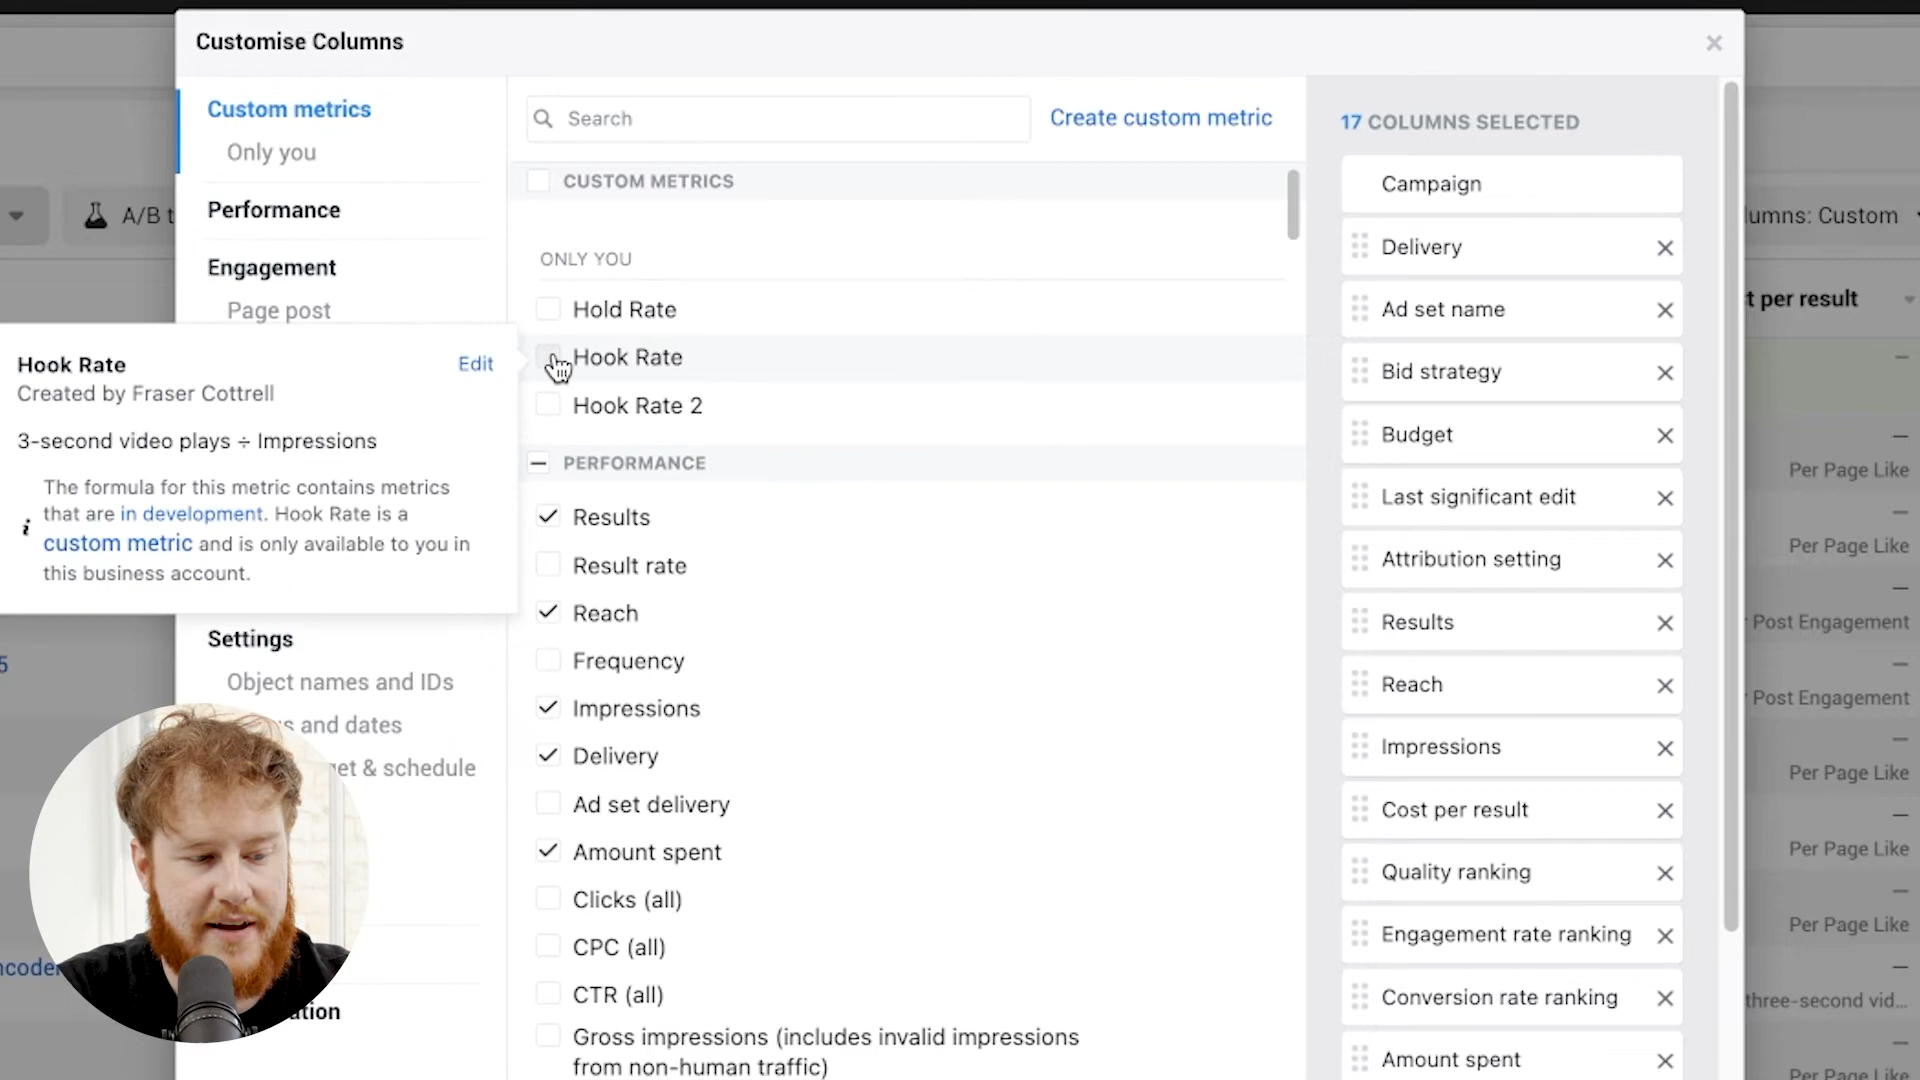 Customise Columns
Custom metrics
Only you
Performance
Engagement
Page post
Search
Create custom metric
CUSTOM METRICS
ONLY YOU
Hold Rate
Hook Rate
Hook Rate 2
PERFORMANCE
Results
Result rate
Reach
Frequency
Impressions
Delivery
Ad set delivery
Amount spent
Clicks (all)
CPC (all)
CTR (all)
Gross impressions (includes invalid impressions
from non-human traffic)
Hook Rate
Edit
Created by Fraser Cottrell
3-second video plays ÷ Impressions
The formula for this metric contains metrics
that are in development. Hook Rate is a
custom metric and is only available to you in
this business account.
Settings
Object names and IDs
and dates
& schedule
17 COLUMNS SELECTED
Campaign
Delivery
Ad set name
Bid strategy
Budget
Last significant edit
Attribution setting
Results
Reach
Impressions
Cost per result
Quality ranking
Engagement rate ranking
Conversion rate ranking
Amount spent
A/B t
lumns: Custom
t per result
Per Page Like
Per Page Like
Post Engagement
Post Engagement
Per Page Like
Per Page Like
Per Page Like
three-second vid...
Per Page Like
5